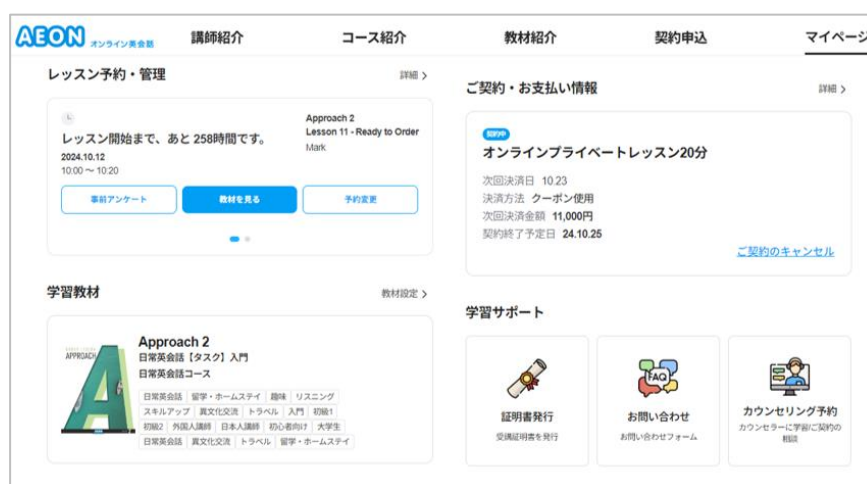 AEON オンライン英会話 講師紹介 コース紹介 教材紹介 契約申込 マイページ
レッスン予約・管理 詳細 >
レッスン開始まで、あと 258時間です。
2024.10.12
10:00 ~ 10:20
Approach 2
Lesson 11 - Ready to Order
Mark
事前アンケート 教材を見る 予約変更
ご契約・お支払い情報 詳細 >
契約中
オンラインプライベートレッスン20分
次回決済日 10.23
決済方法 クーポン使用
次回決済金額 11,000円
契約終了予定日 24.10.25
ご契約のキャンセル
学習教材 教材設定 >
APPROACH
Approach 2
日常英会話【タスク】入門
日常英会話コース
日常英会話 留学・ホームステイ 趣味 リスニング
スキルアップ 異文化交流 トラベル 入門 初級1
初級2 外国人講師 日本人講師 初心者向け 大学生
日常英会話 異文化交流 トラベル 留学・ホームステイ
学習サポート
証明書発行
受講証明書を発行
FAQ
お問い合わせ
お問い合わせフォーム
カウンセリング予約
カウンセラーに学習/ご契約の
相談